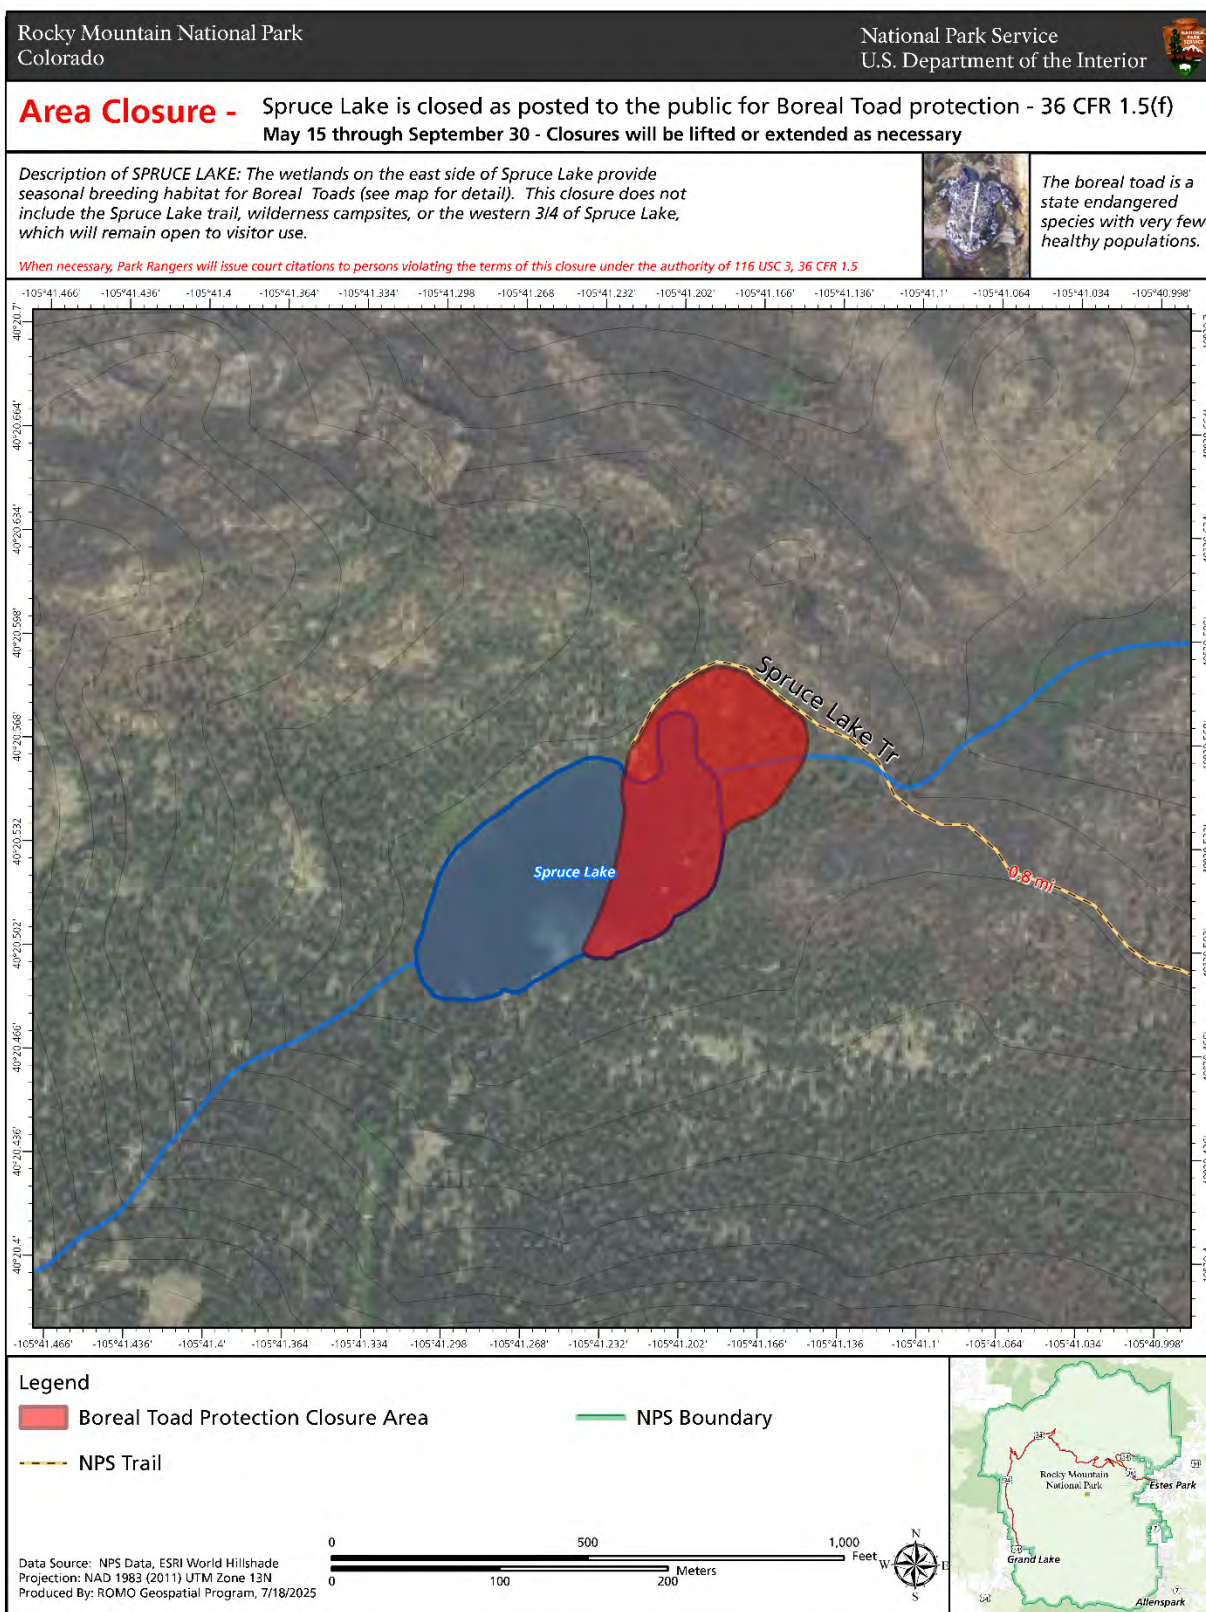 Rocky Mountain National Park
Colorado
National Park Service
U.S. Department of the Interior
NATIONAL
PARK
SERVICE
Area Closure - Spruce Lake is closed as posted to the public for Boreal Toad protection - 36 CFR 1.5(f)
May 15 through September 30 - Closures will be lifted or extended as necessary
Description of SPRUCE LAKE: The wetlands on the east side of Spruce Lake provide
seasonal breeding habitat for Boreal Toads (see map for detail). This closure does not
include the Spruce Lake trail, wilderness campsites, or the western 3/4 of Spruce Lake,
which will remain open to visitor use.
When necessary, Park Rangers will issue court citations to persons violating the terms of this closure under the authority of 116 USC 3, 36 CFR 1.5
The boreal toad is a
state endangered
species with very few
healthy populations.
-105°41.466' -105°41.436' -105°41.4' -105°41.364' -105°41.334' -105°41.298' -105°41.268' -105°41.232' -105°41.202' -105°41.166' -105°41.136' -105°41.1' -105°41.064' -105°41.034' -105°40.998'
40°20.7'
40°20.664'
40°20.634'
40°20.598'
40°20.568'
40°20.532'
40°20.502'
40°20.466'
40°20.436'
40°20.4'
Spruce Lake Tr
Spruce Lake
0.8 mi
-105°41.466' -105°41.436' -105°41.4' -105°41.364' -105°41.334' -105°41.298' -105°41.268' -105°41.232' -105°41.202' -105°41.166' -105°41.136' -105°41.1' -105°41.064' -105°41.034' -105°40.998'
Legend
Boreal Toad Protection Closure Area
NPS Boundary
NPS Trail
0 500 1,000
Feet
Meters
0 100 200
N
W E
S
Data Source: NPS Data, ESRI World Hillshade
Projection: NAD 1983 (2011) UTM Zone 13N
Produced By: ROMO Geospatial Program, 7/18/2025
Rocky Mountain
National Park
Estes Park
Grand Lake
Allenspark
34
36
7